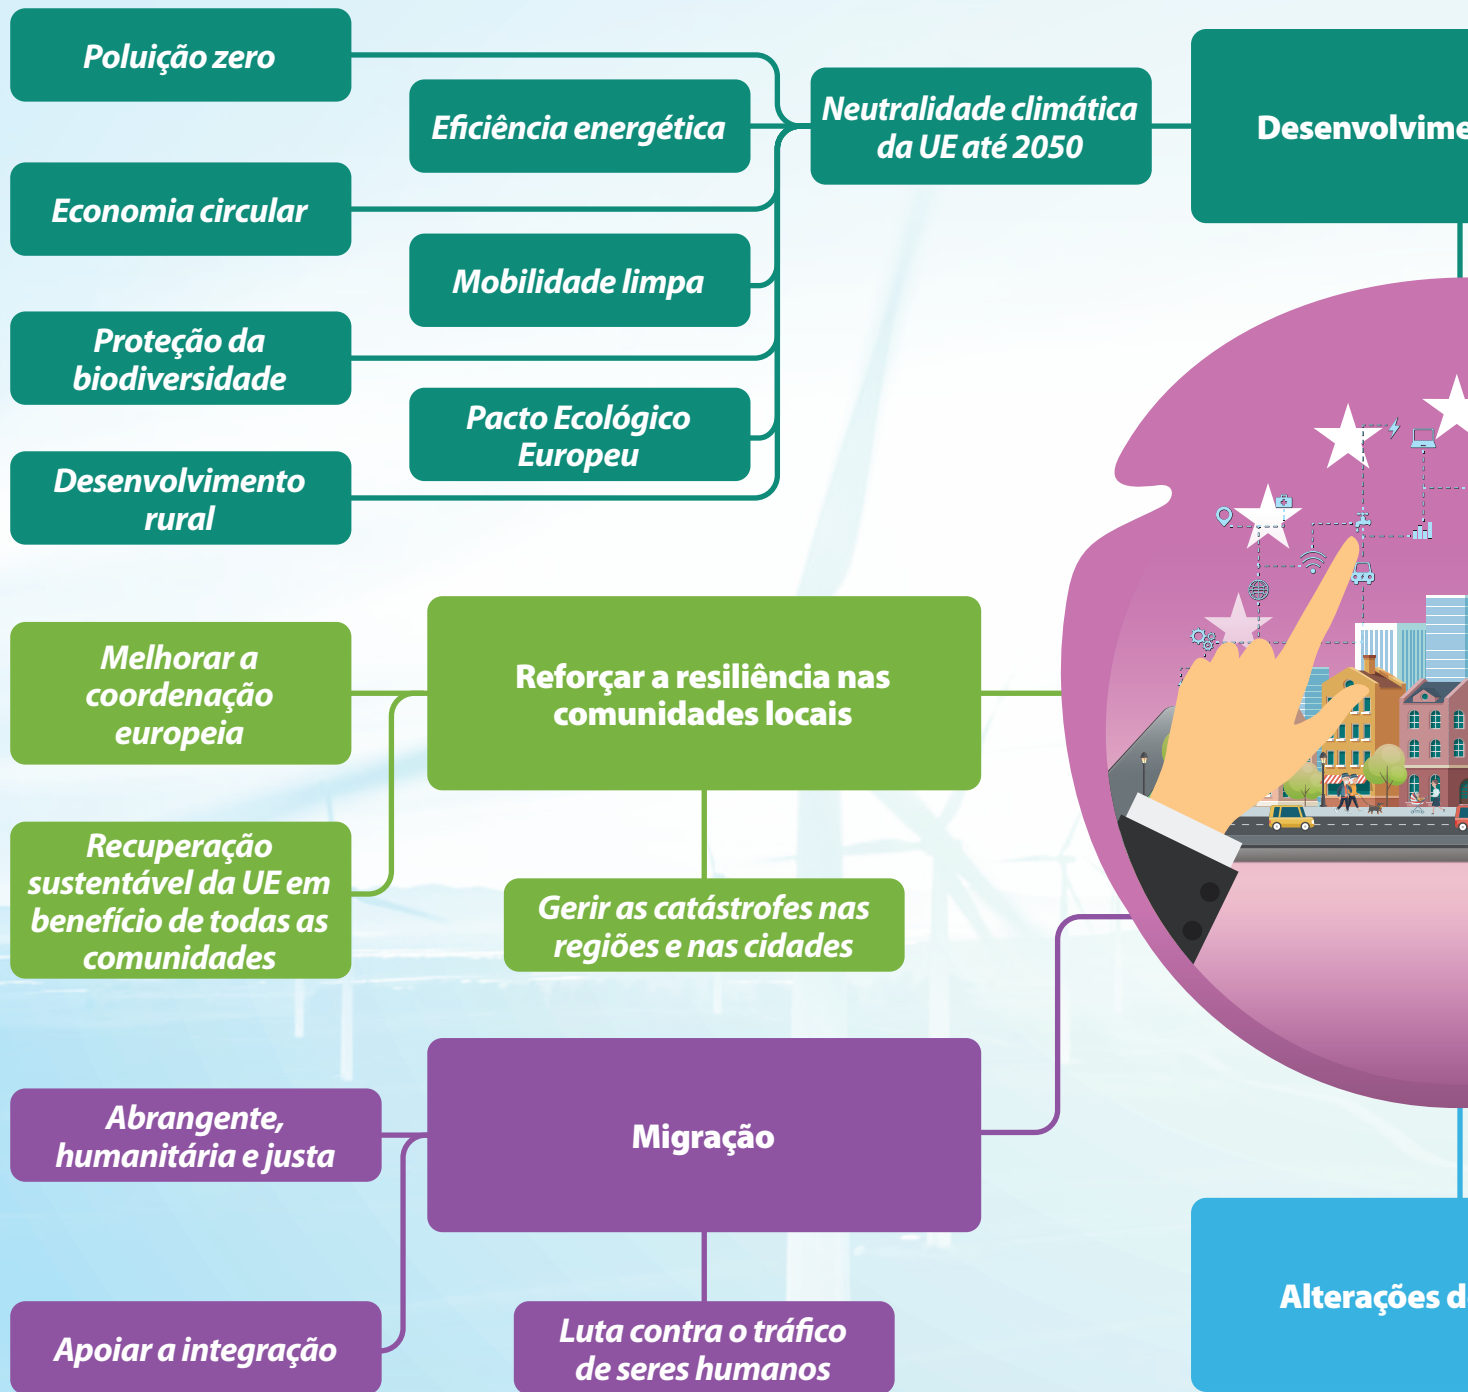 Poluição zero
Eficiência energética
Economia circular
Mobilidade limpa
Proteção da
biodiversidade
Pacto Ecológico
Europeu
Desenvolvimento
rural
Neutralidade climática
da UE até 2050
Desenvolvime
Melhorar a
coordenação
europeia
Recuperação
sustentável da UE em
benefício de todas as
comunidades
Reforçar a resiliência nas
comunidades locais
Gerir as catástrofes nas
regiões e nas cidades
Abrangente,
humanitária e justa
Migração
Apoiar a integração
Luta contra o tráfico
de seres humanos
Alterações d